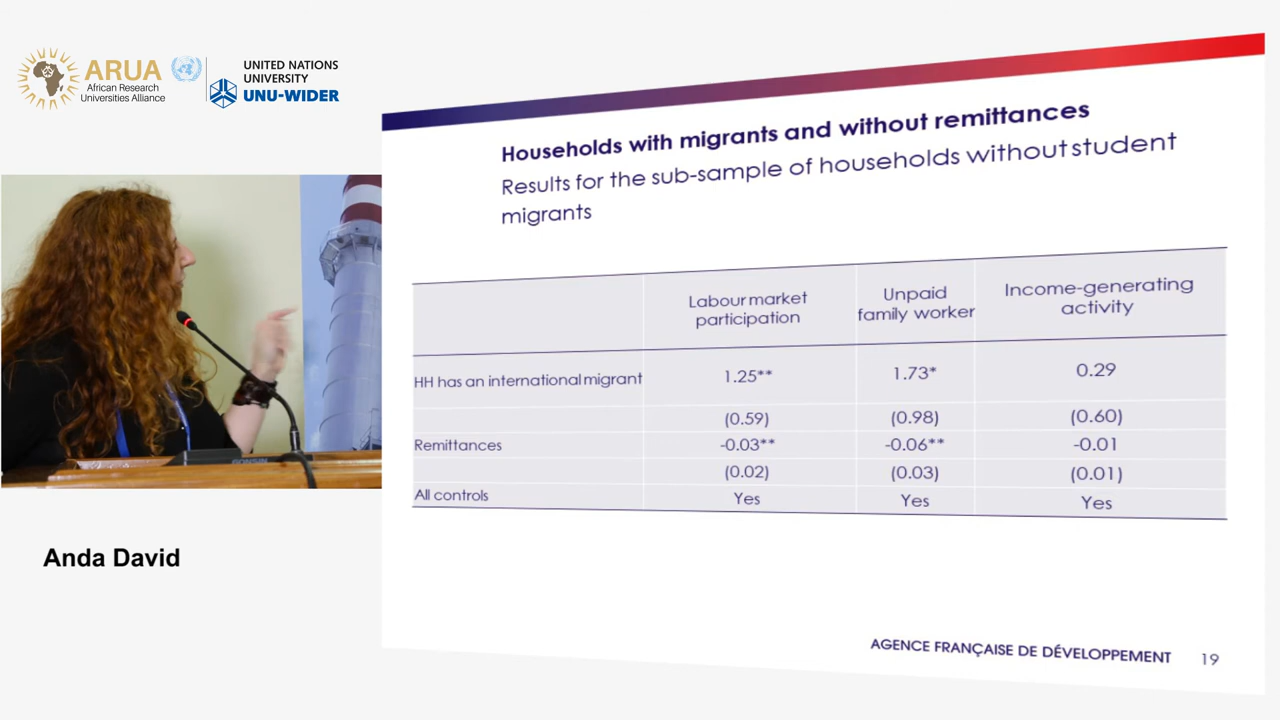 ARUA
African Research
Universities Alliance
UNITED NATIONS
UNIVERSITY
UNU-WIDER
Households with migrants and without remittances
Results for the sub-sample of households without student
migrants
Labour market
participation
Unpaid
family worker
Income-generating
activity
HH has an international migrant
1.25**
1.73*
0.29
(0.59)
(0.98)
(0.60)
Remittances
-0.03**
-0.06**
-0.01
(0.02)
(0.03)
(0.01)
All controls
Yes
Yes
Yes
GONSIN
Anda David
AGENCE FRANÇAISE DE DÉVELOPPEMENT
19